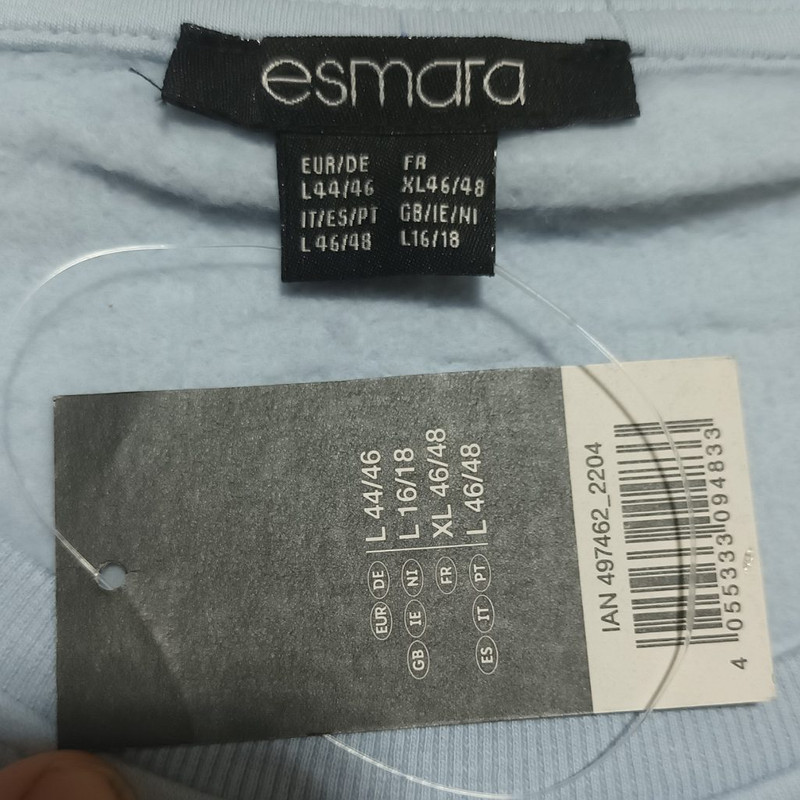 esmara
EUR/DE FR
L44/46 XL46/48
IT/ES/PT GB/IE/NI
L46/48 L16/18
EUR DE L 44/46
GB IE NI L 16/18
FR XL 46/48
ES IT PT L 46/48
IAN 497462_2204
4 055333 094833